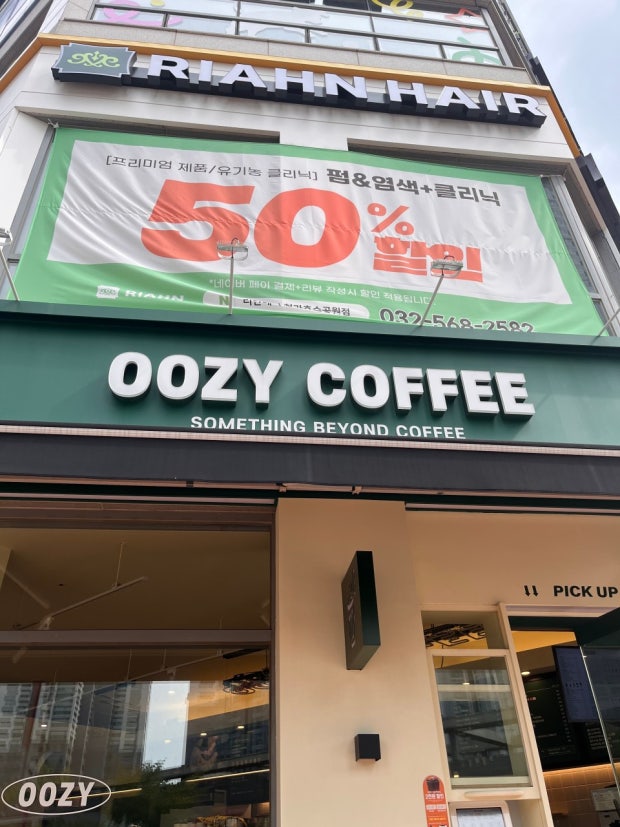 RIAHN HAIR
[프리미엄 제품/유기농 클리닉] 펌&염색+클리닉
50% 할인
*네이버 페이 결제+리뷰 작성시 할인 적용됩니다
RIAHN
N
032-568-2582
OOZY COFFEE
SOMETHING BEYOND COFFEE
PICK UP
OOZY